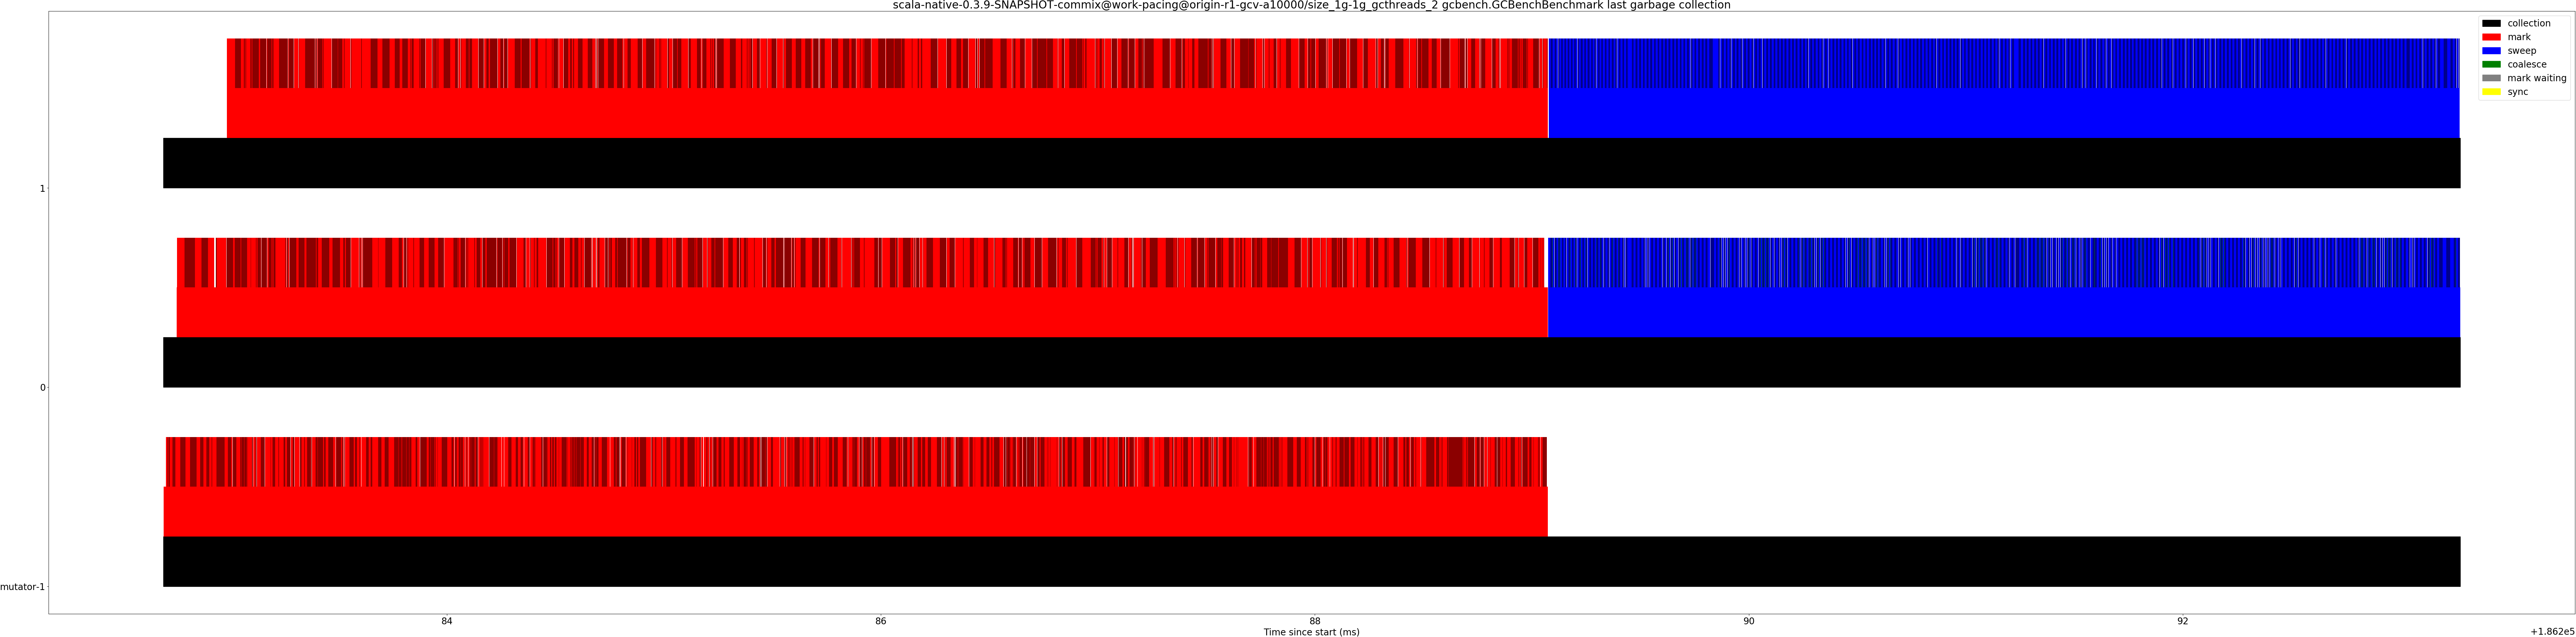 scala-native-0.3.9-SNAPSHOT-commix@work-pacing@origin-r1-gcv-a10000/size_1g-1g_gcthreads_2 gcbench.GCBenchBenchmark last garbage collection
collection
mark
sweep
coalesce
mark waiting
sync
1
0
mutator-1
84 86 88 90 92
Time since start (ms)
+1.862e5